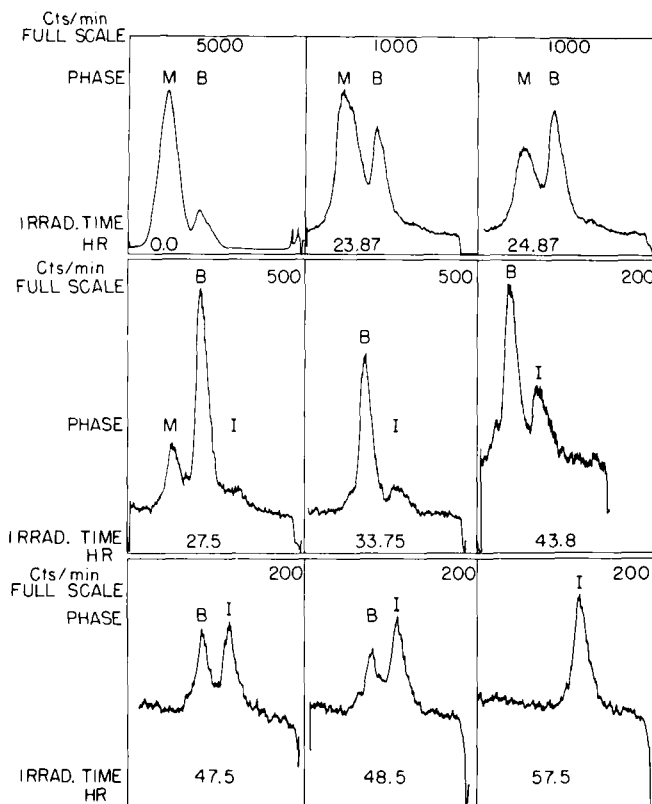 Cts/min
FULL SCALE
5000 1000 1000
PHASE M B M B M B
IRRAD. TIME
HR
0.0 23.87 24.87
Cts/min
FULL SCALE
500 500 200
B B B
I
PHASE M I I
IRRAD. TIME
HR
27.5 33.75 43.8
Cts/min
FULL SCALE
200 200 200
PHASE B I B I I
IRRAD. TIME
HR
47.5 48.5 57.5